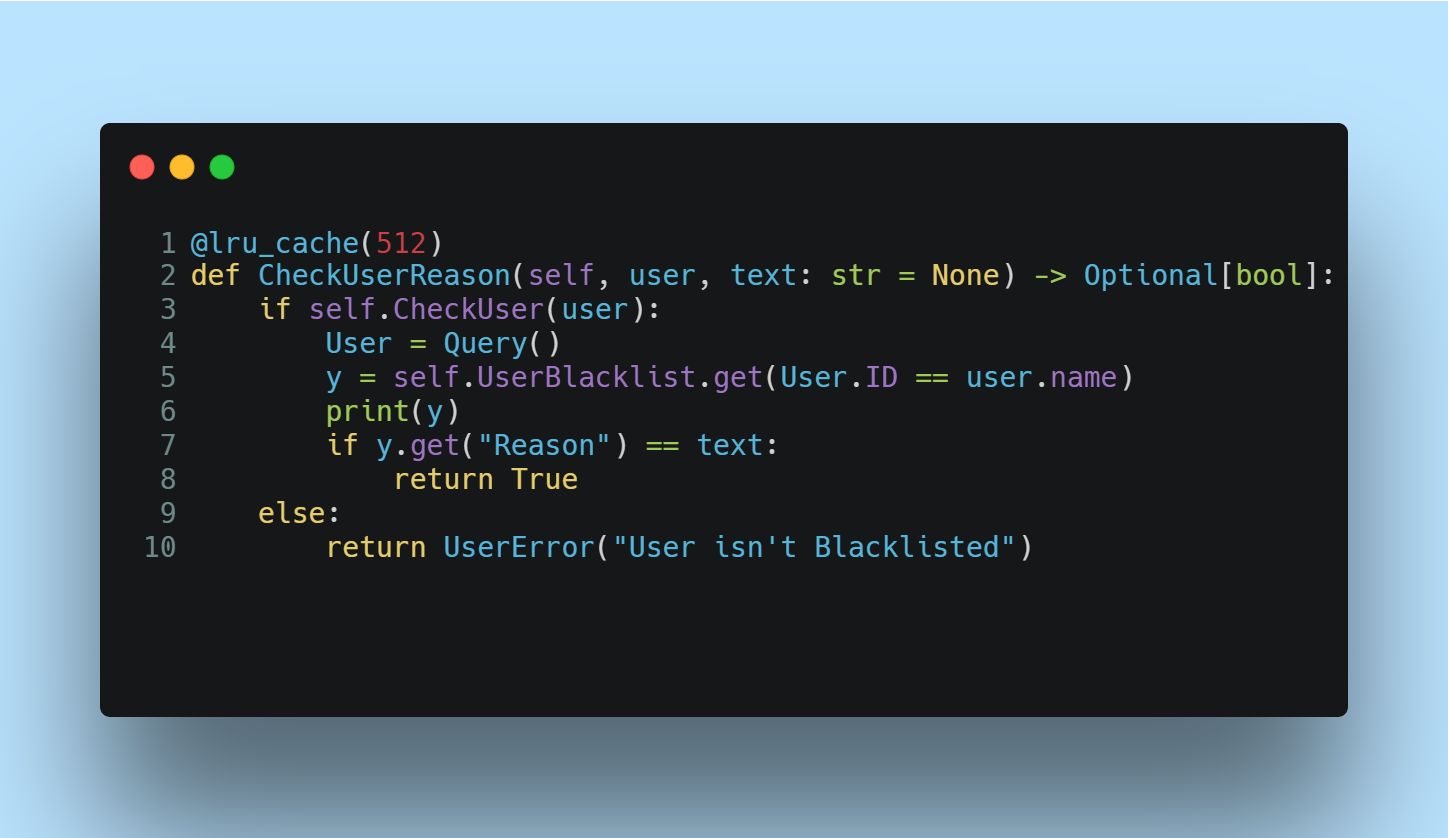 1 @lru_cache(512)
2 def CheckUserReason(self, user, text: str = None) -> Optional[bool]:
3     if self.CheckUser(user):
4         User = Query()
5         y = self.UserBlacklist.get(User.ID == user.name)
6         print(y)
7         if y.get("Reason") == text:
8             return True
9     else:
10         return UserError("User isn't Blacklisted")